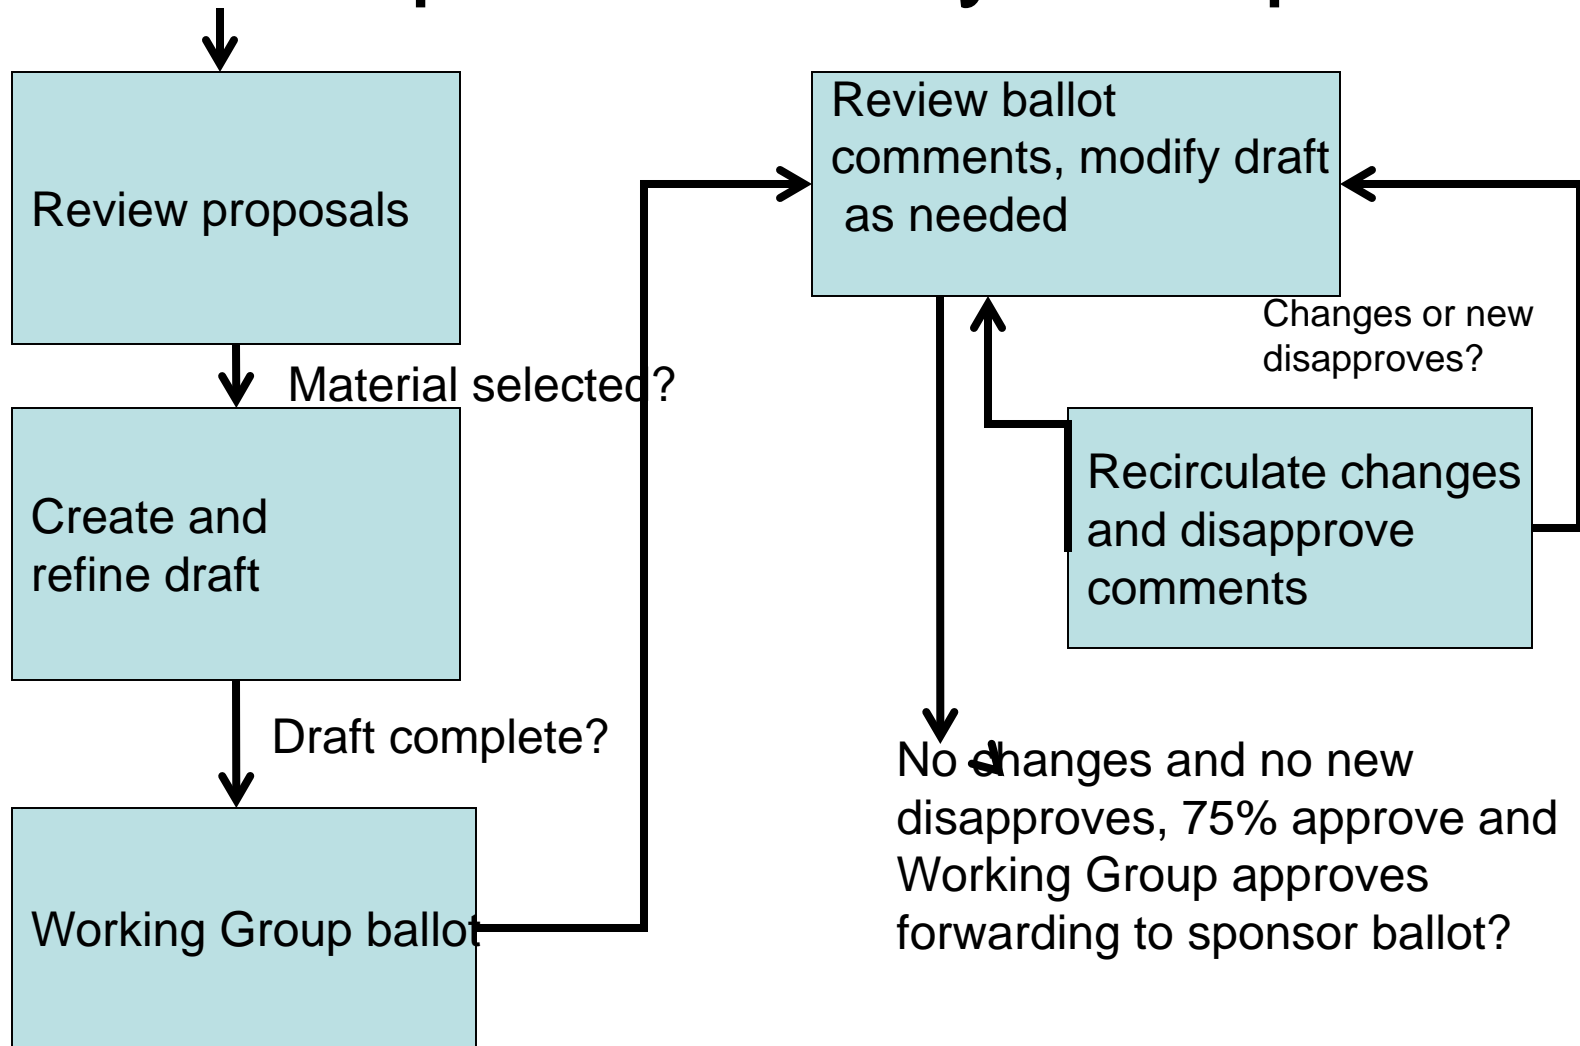 Review proposals
Material selected?
Create and
refine draft
Draft complete?
Working Group ballot
Review ballot
comments, modify draft
as needed
Changes or new
disapproves?
Recirculate changes
and disapprove
comments
No changes and no new
disapproves, 75% approve and
Working Group approves
forwarding to sponsor ballot?